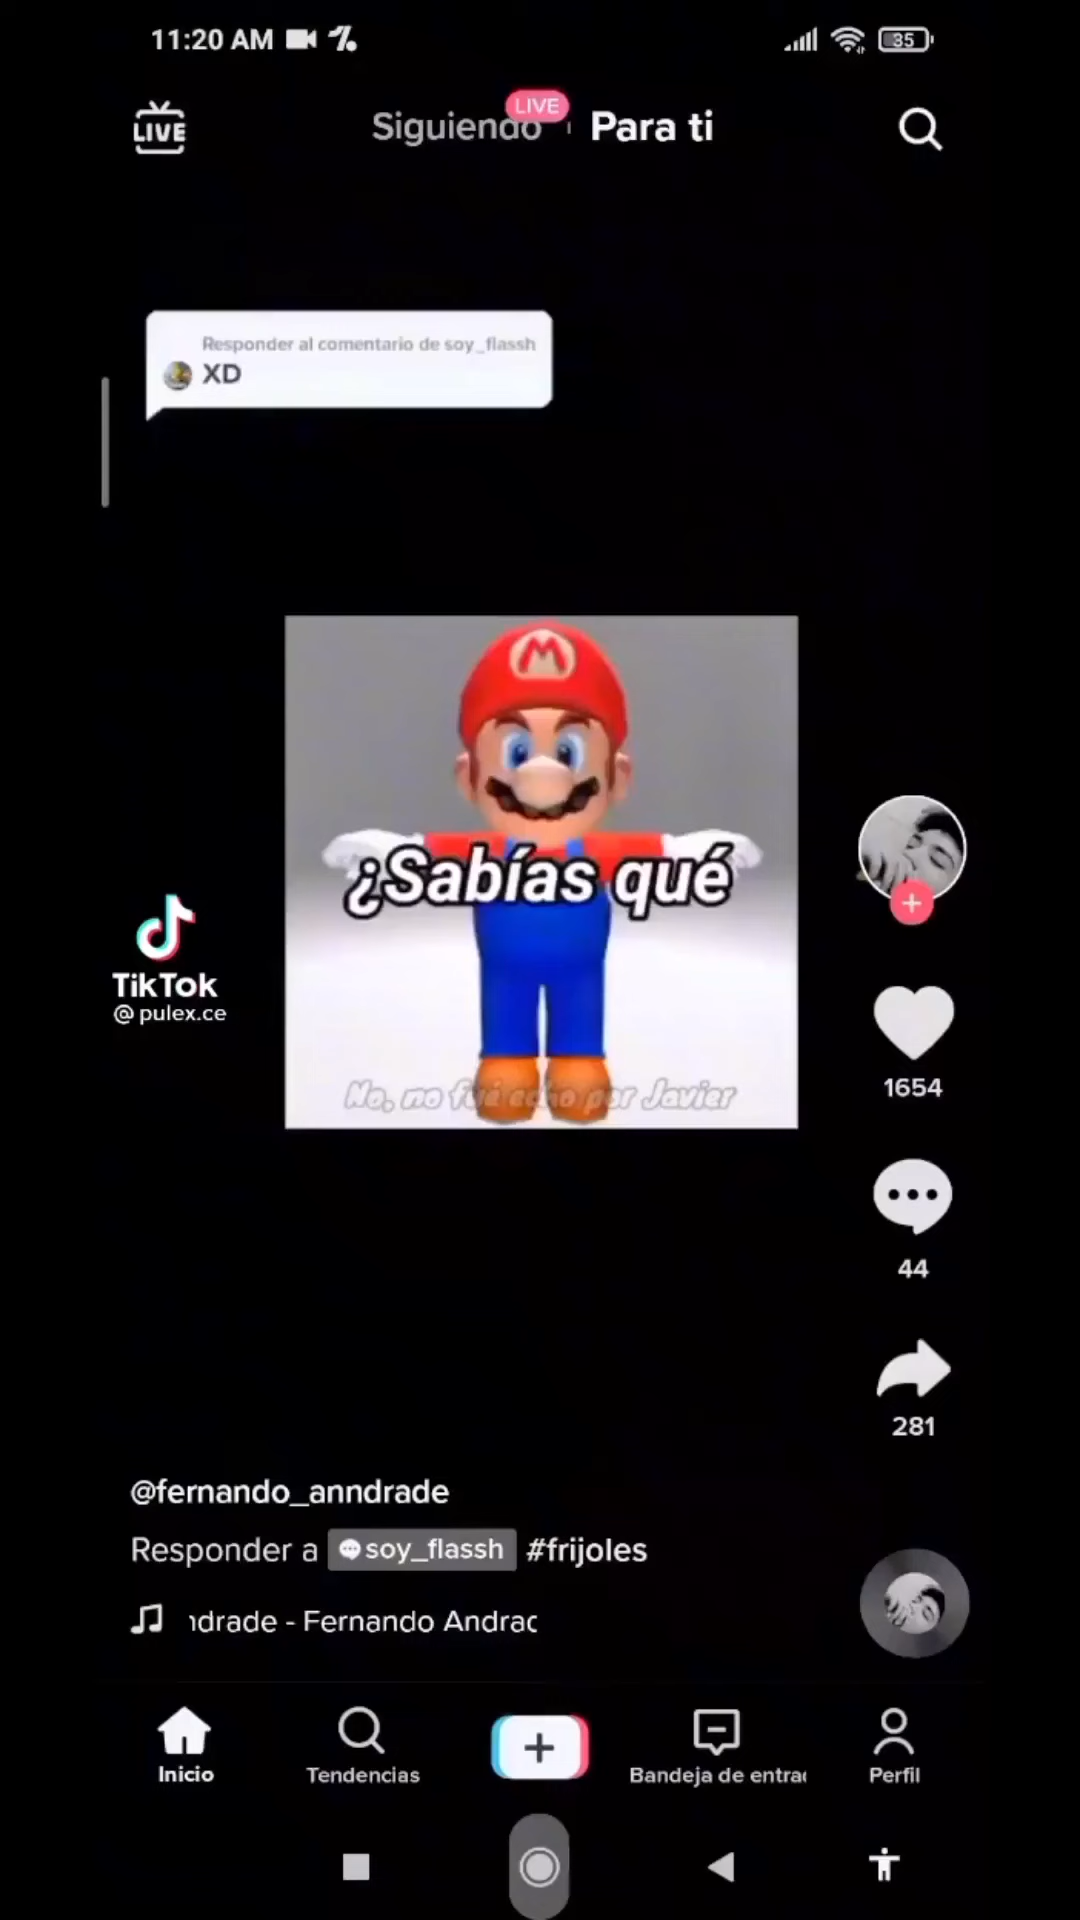 11:20 AM
35
LIVE
Siguiendo
LIVE
Para ti
Responder al comentario de soy_flassh
XD
M
¿Sabías qué
No, no fué echo por Javier
TikTok
@pulex.ce
1654
44
281
@fernando_anndrade
Responder a soy_flassh #frijoles
ndrade - Fernando Andrac
Inicio
Tendencias
Bandeja de entrac
Perfil